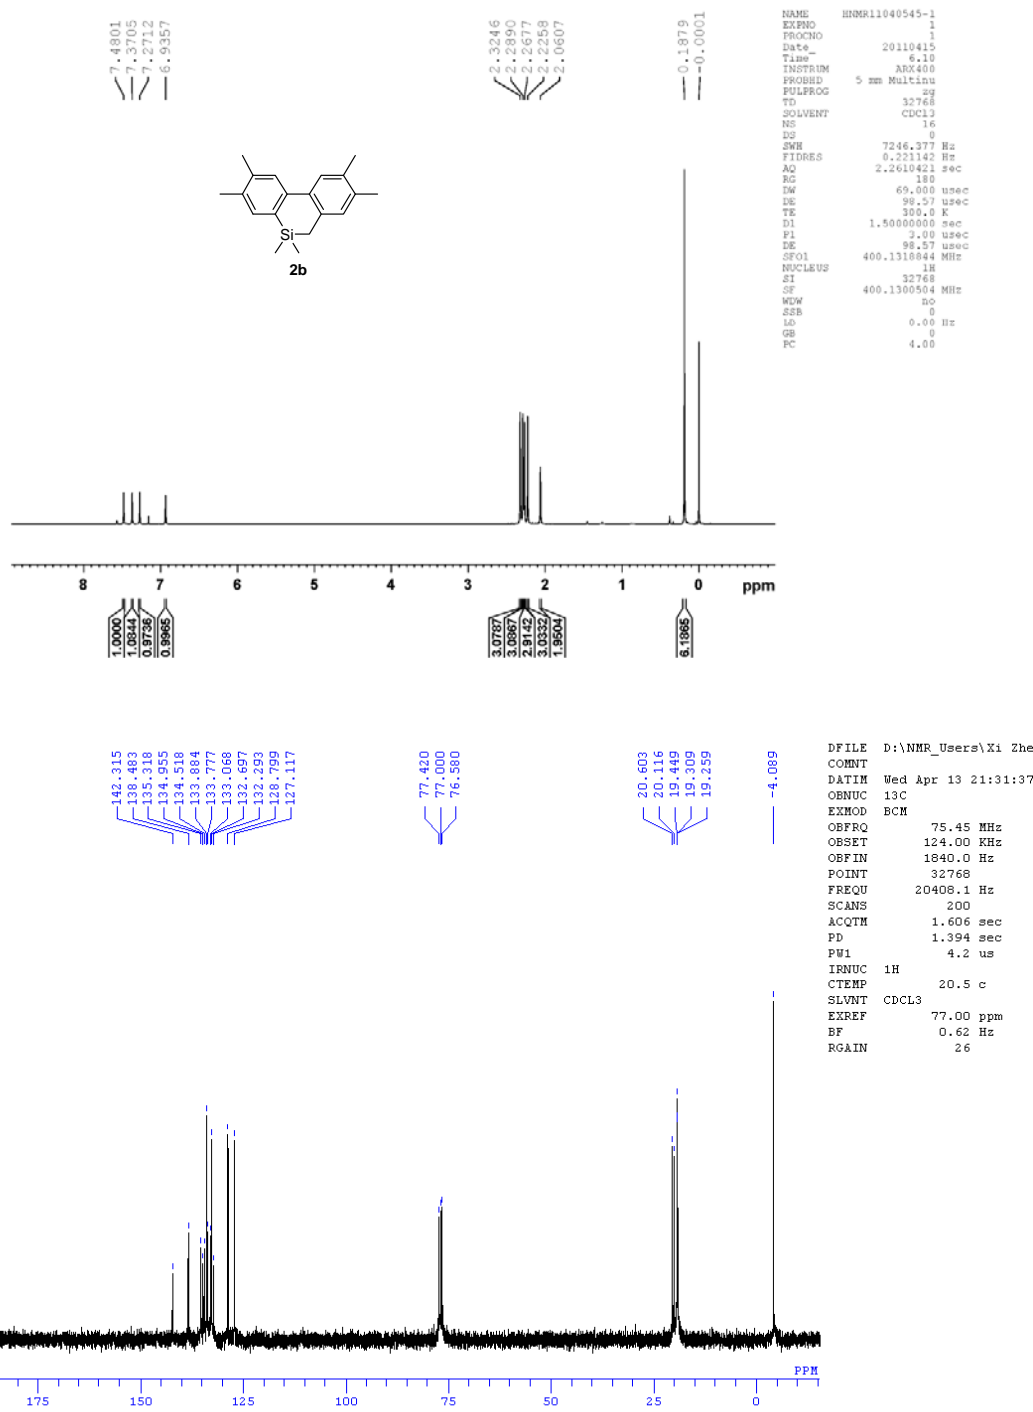 7.4801
7.3705
7.2712
6.9357
2.3246
2.2890
2.2677
2.2258
2.0607
0.1879
-0.0001
NAME HNMR11040545-1
EXPNO 1
PROCNO 1
Date_ 20110415
Time 6.10
INSTRUM ARX400
PROBHD 5 mm Multinu
PULPROG zg
TD 32768
SOLVENT CDCl3
NS 16
DS 0
SWH 7246.377 Hz
FIDRES 0.221142 Hz
AQ 2.2610421 sec
RG 180
DW 69.000 usec
DE 98.57 usec
TE 300.0 K
D1 1.50000000 sec
P1 3.00 usec
DE 98.57 usec
SFO1 400.1318844 MHz
NUCLEUS 1H
SI 32768
SF 400.1300504 MHz
WDW no
SSB 0
LB 0.00 Hz
GB 0
PC 4.00
Si
2b
8 7 6 5 4 3 2 1 0 ppm
1.0000
1.0844
0.9736
0.9965
3.0787
3.0867
2.9142
3.0332
1.9504
6.1865
142.315
138.483
135.318
134.955
134.518
133.884
133.777
133.068
132.697
132.293
128.799
127.117
77.420
77.000
76.580
20.603
20.116
19.449
19.309
19.259
-4.089
DFILE D:\NMR_Users\Xi Zhe
COMNT
DATIM Wed Apr 13 21:31:37
OBNUC 13C
EXMOD BCM
OBFRQ 75.45 MHz
OBSET 124.00 KHz
OBFIN 1840.0 Hz
POINT 32768
FREQU 20408.1 Hz
SCANS 200
ACQTM 1.606 sec
PD 1.394 sec
PW1 4.2 us
IRNUC 1H
CTEMP 20.5 c
SLVNT CDCL3
EXREF 77.00 ppm
BF 0.62 Hz
RGAIN 26
PPM
175 150 125 100 75 50 25 0